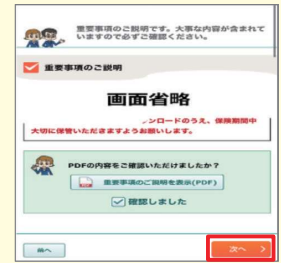 重要事項のご説明です。大事な内容が含まれて
いますので必ずご確認ください。
重要事項のご説明
画面省略
ンロードのうえ、保険期間中
大切に保管いただきますようお願いします。
PDFの内容をご確認いただけましたか？
重要事項のご説明を表示(PDF)
確認しました
前へ
次へ